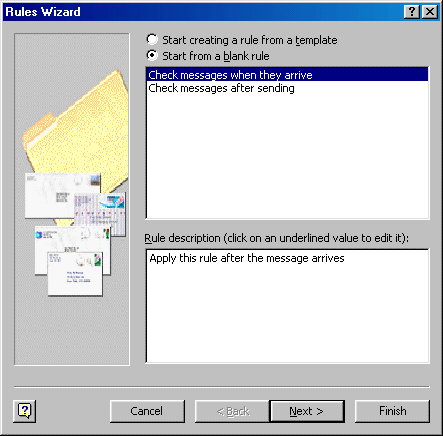 Rules Wizard
Start creating a rule from a template
Start from a blank rule
Check messages when they arrive
Check messages after sending
Rule description (click on an underlined value to edit it):
Apply this rule after the message arrives
Cancel
< Back
Next >
Finish